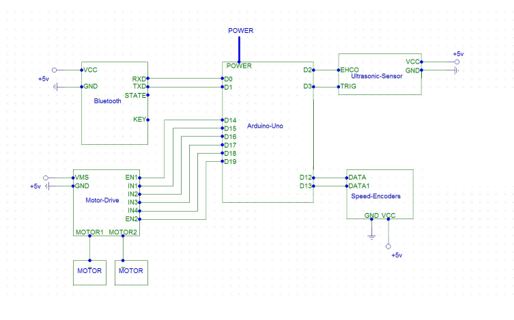 POWER
+5v
VCC
GND
RXD
TXD
STATE
KEY
Bluetooth
POWER
D0
D1
D14
D15
D16
D17
D18
D19
D2
D3
D12
D13
Arduino-Uno
EHCO
TRIG
VCC
GND
Ultrasonic-Sensor
+5v
+5v
VMS
GND
EN1
IN1
IN2
IN3
IN4
EN2
Motor-Drive
MOTOR1 MOTOR2
MOTOR
MOTOR
DATA
DATA1
Speed-Encoders
GND VCC
+5v